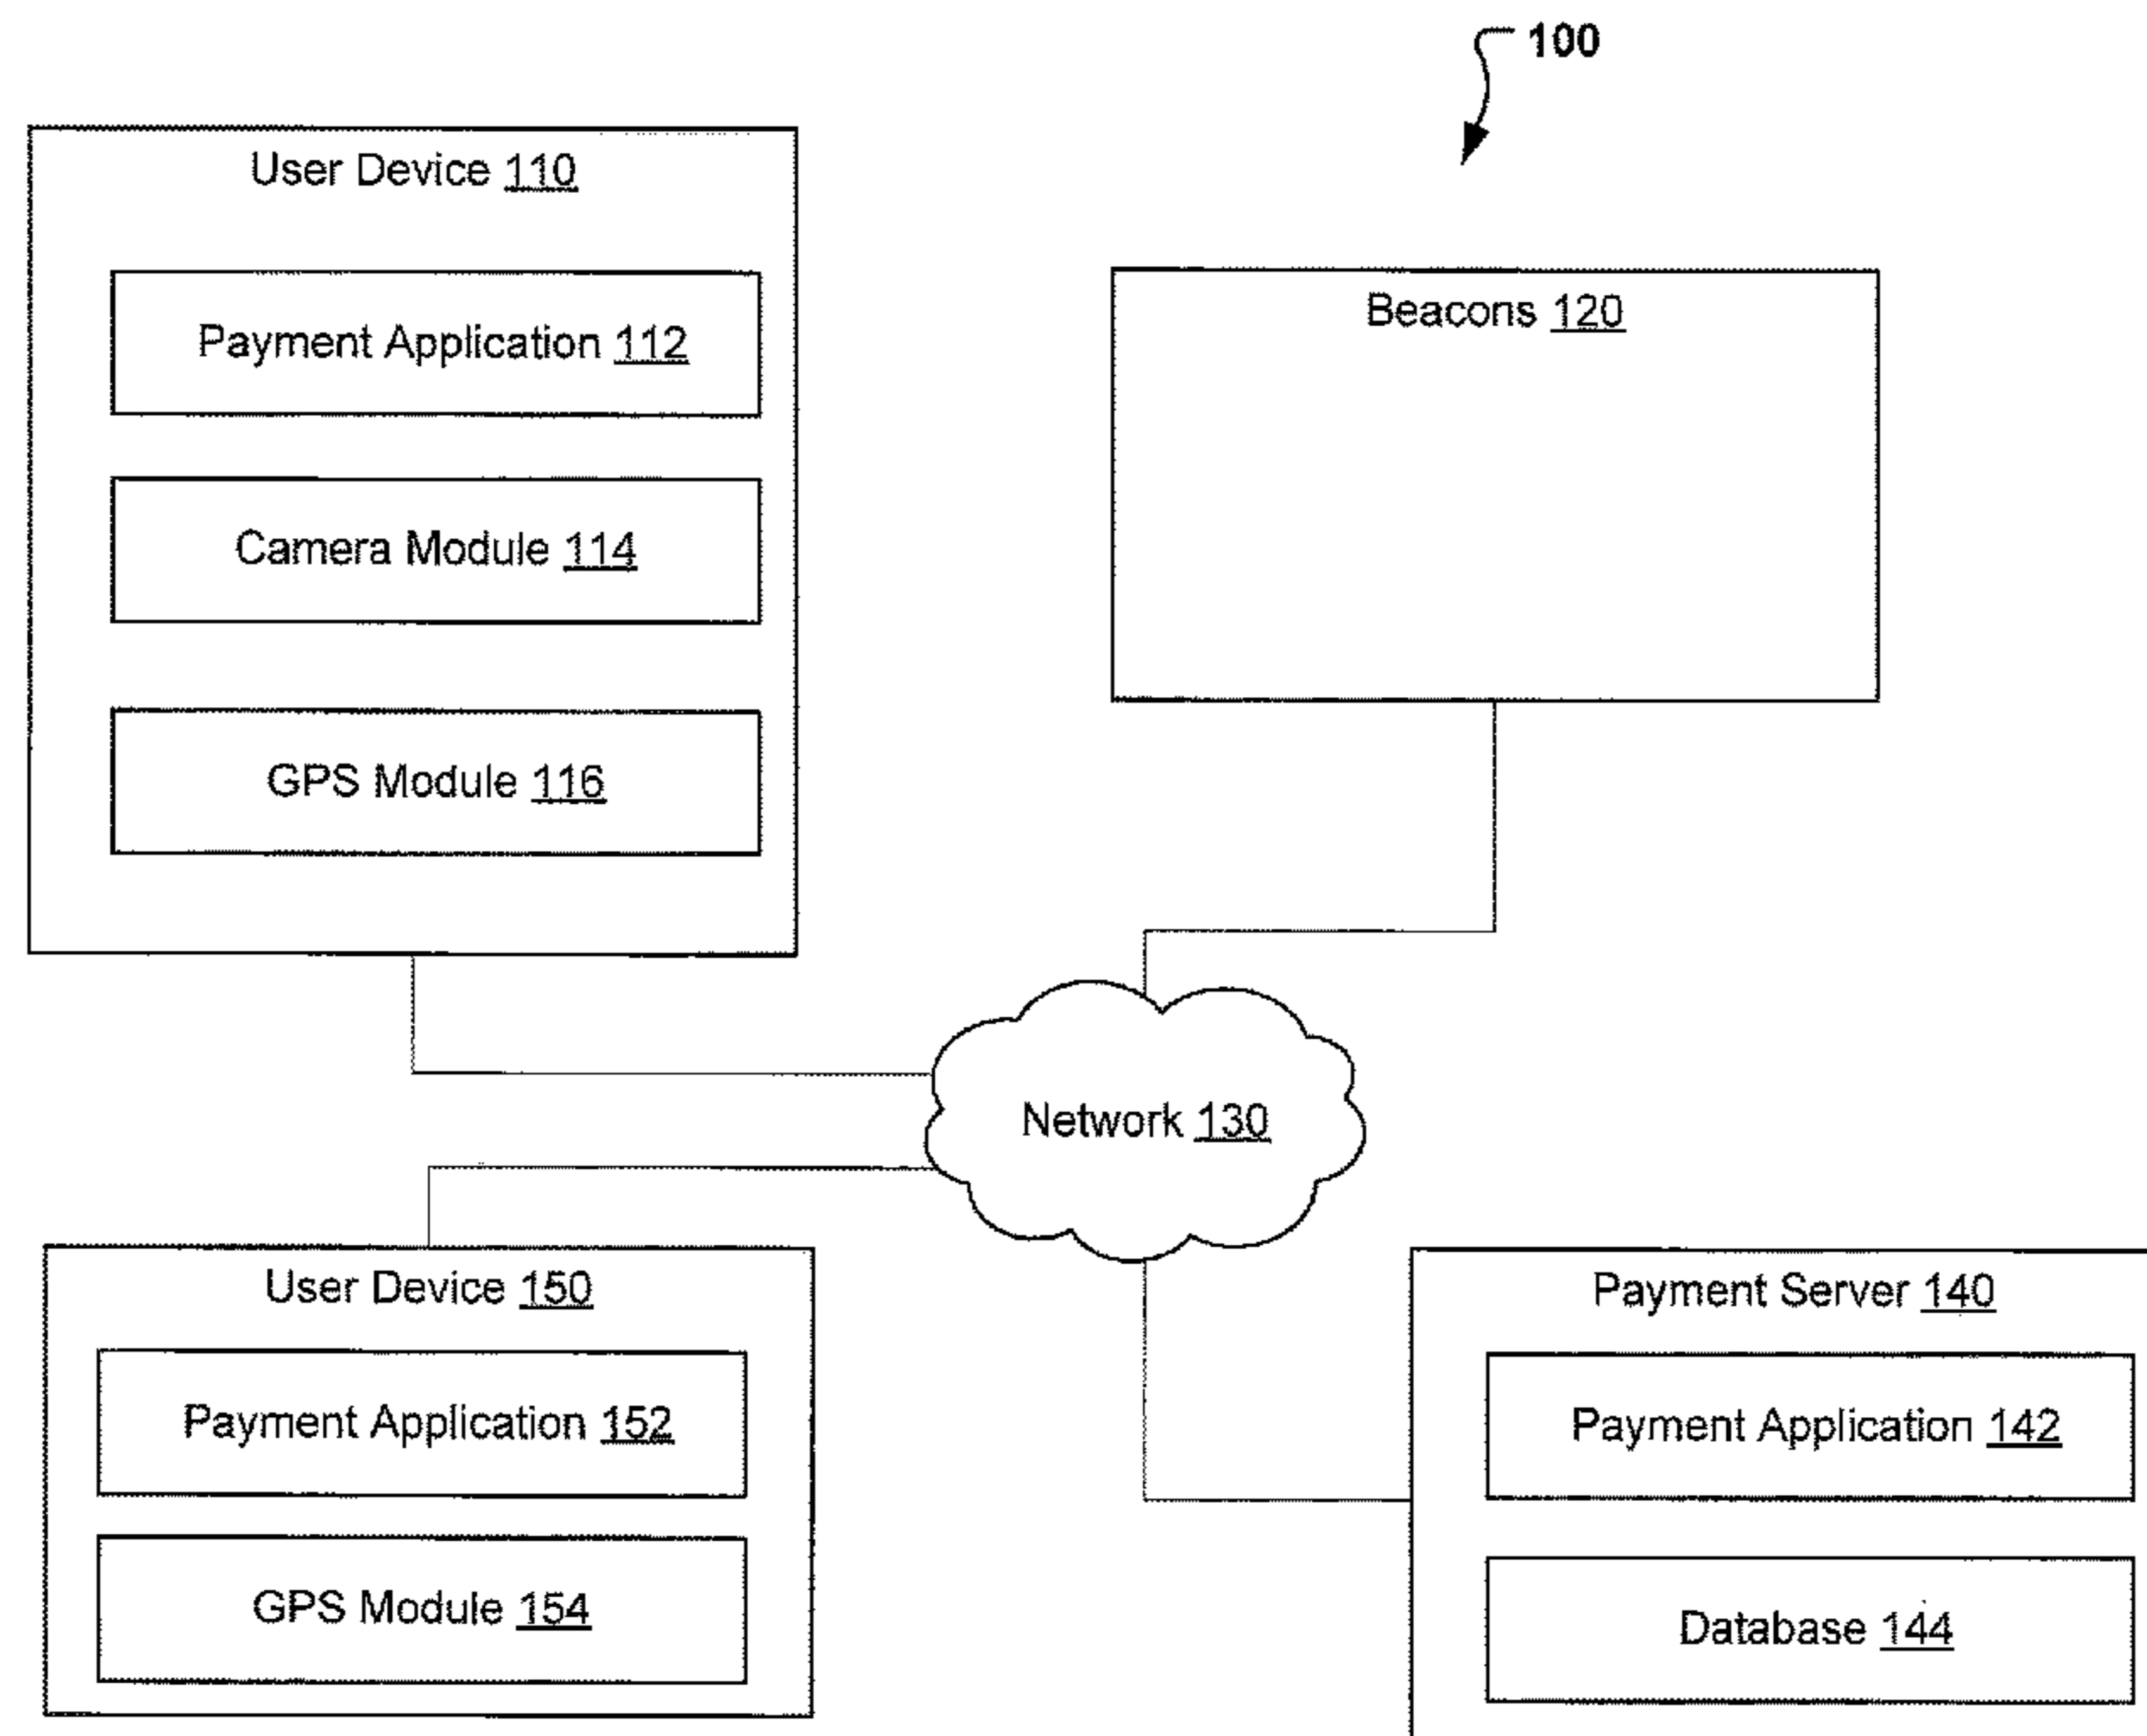 100
User Device 110
Payment Application 112
Camera Module 114
GPS Module 116
Beacons 120
Network 130
User Device 150
Payment Application 152
GPS Module 154
Payment Server 140
Payment Application 142
Database 144